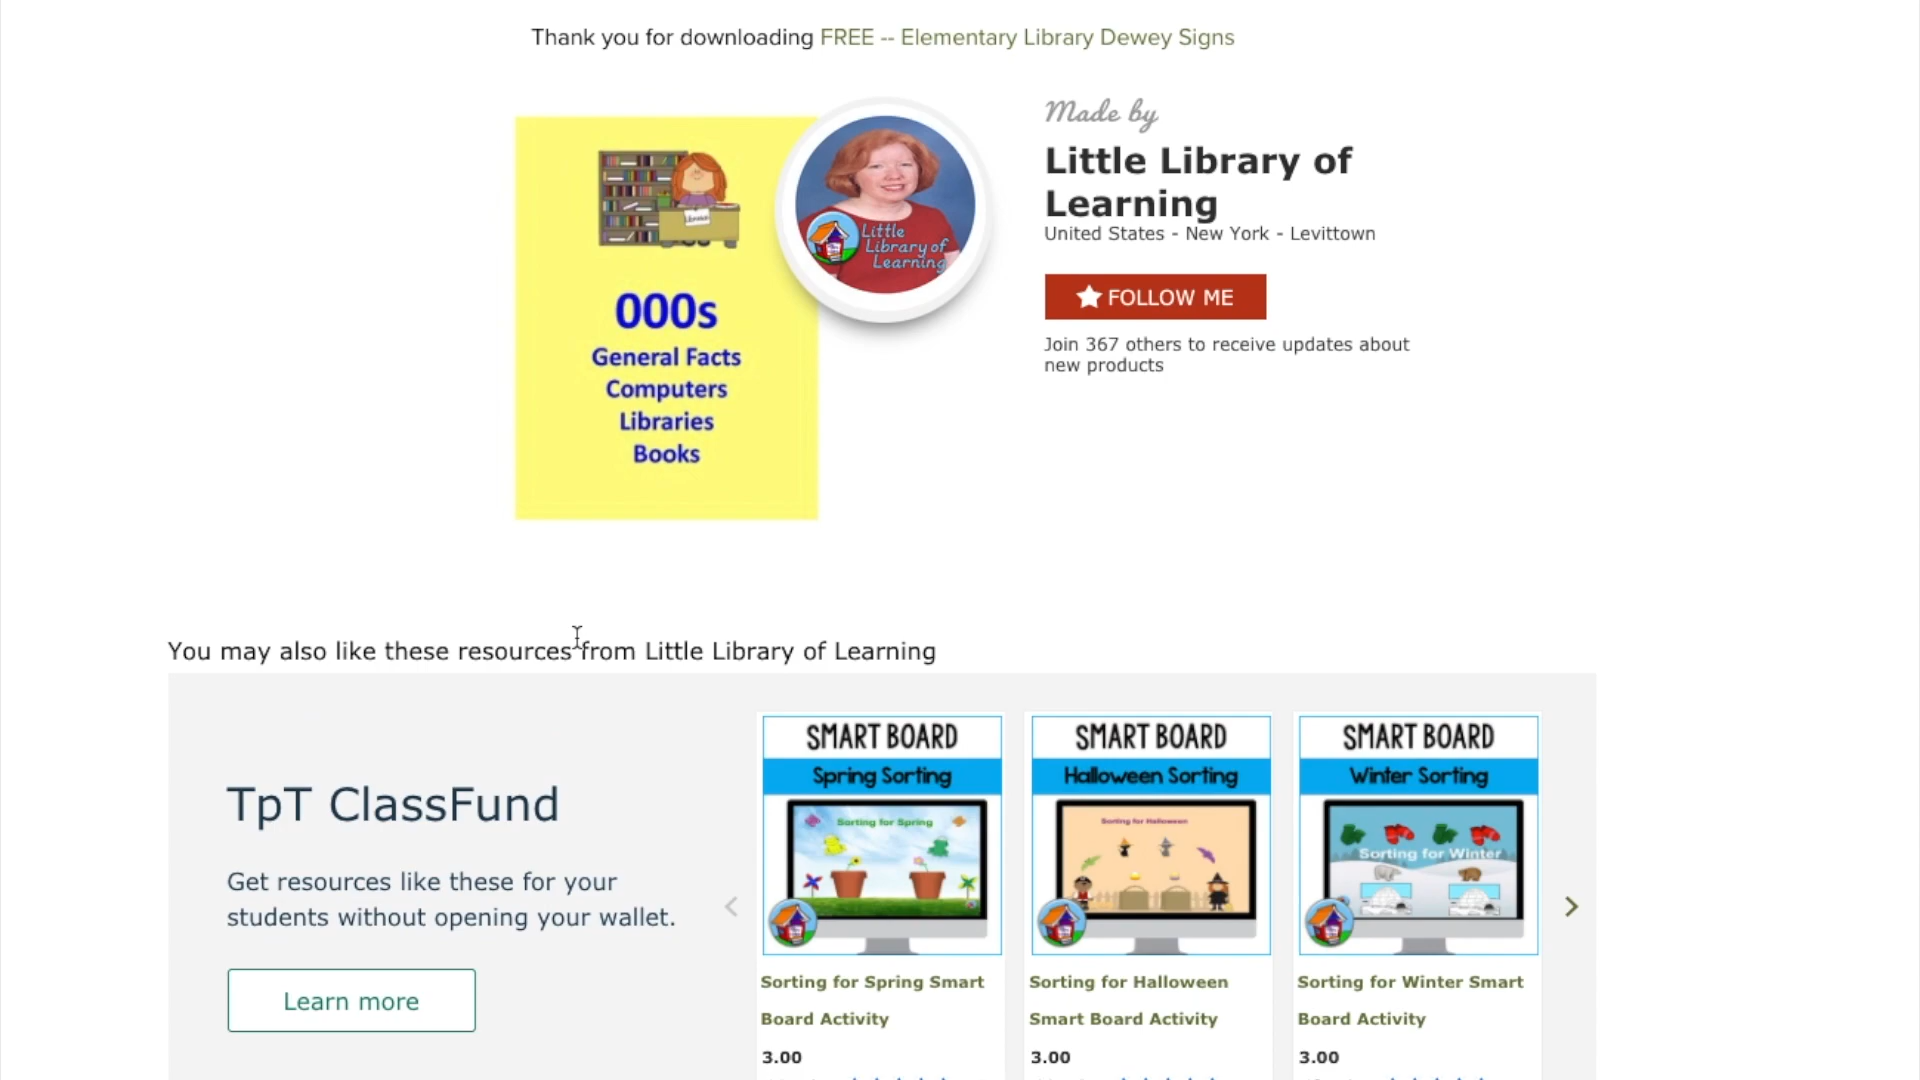 Thank you for downloading FREE -- Elementary Library Dewey Signs
000s
General Facts
Computers
Libraries
Books
Little
Library of
Learning
Made by
Little Library of
Learning
United States - New York - Levittown
FOLLOW ME
Join 367 others to receive updates about
new products
You may also like these resources from Little Library of Learning
TpT ClassFund
Get resources like these for your
students without opening your wallet.
Learn more
SMART BOARD
Spring Sorting
Sorting for Spring
Sorting for Spring Smart
Board Activity
3.00
SMART BOARD
Halloween Sorting
Sorting for Halloween
Sorting for Halloween
Smart Board Activity
3.00
SMART BOARD
Winter Sorting
Sorting for Winter
Sorting for Winter Smart
Board Activity
3.00